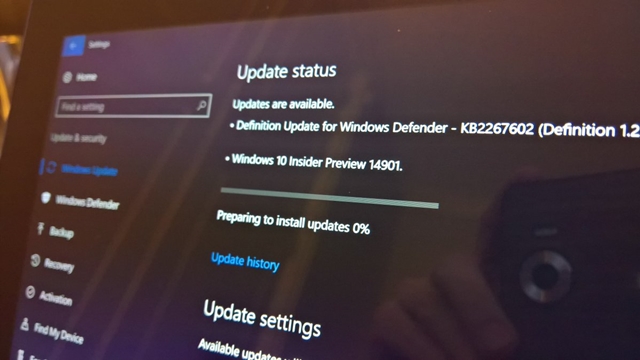 Settings
Home
Find a setting
Update & security
Windows Update
Windows Defender
Backup
Recovery
Activation
Find My Device
Update status
Updates are available.
• Definition Update for Windows Defender - KB2267602 (Definition 1.2
• Windows 10 Insider Preview 14901.
Preparing to install updates 0%
Update history
Update settings
Available